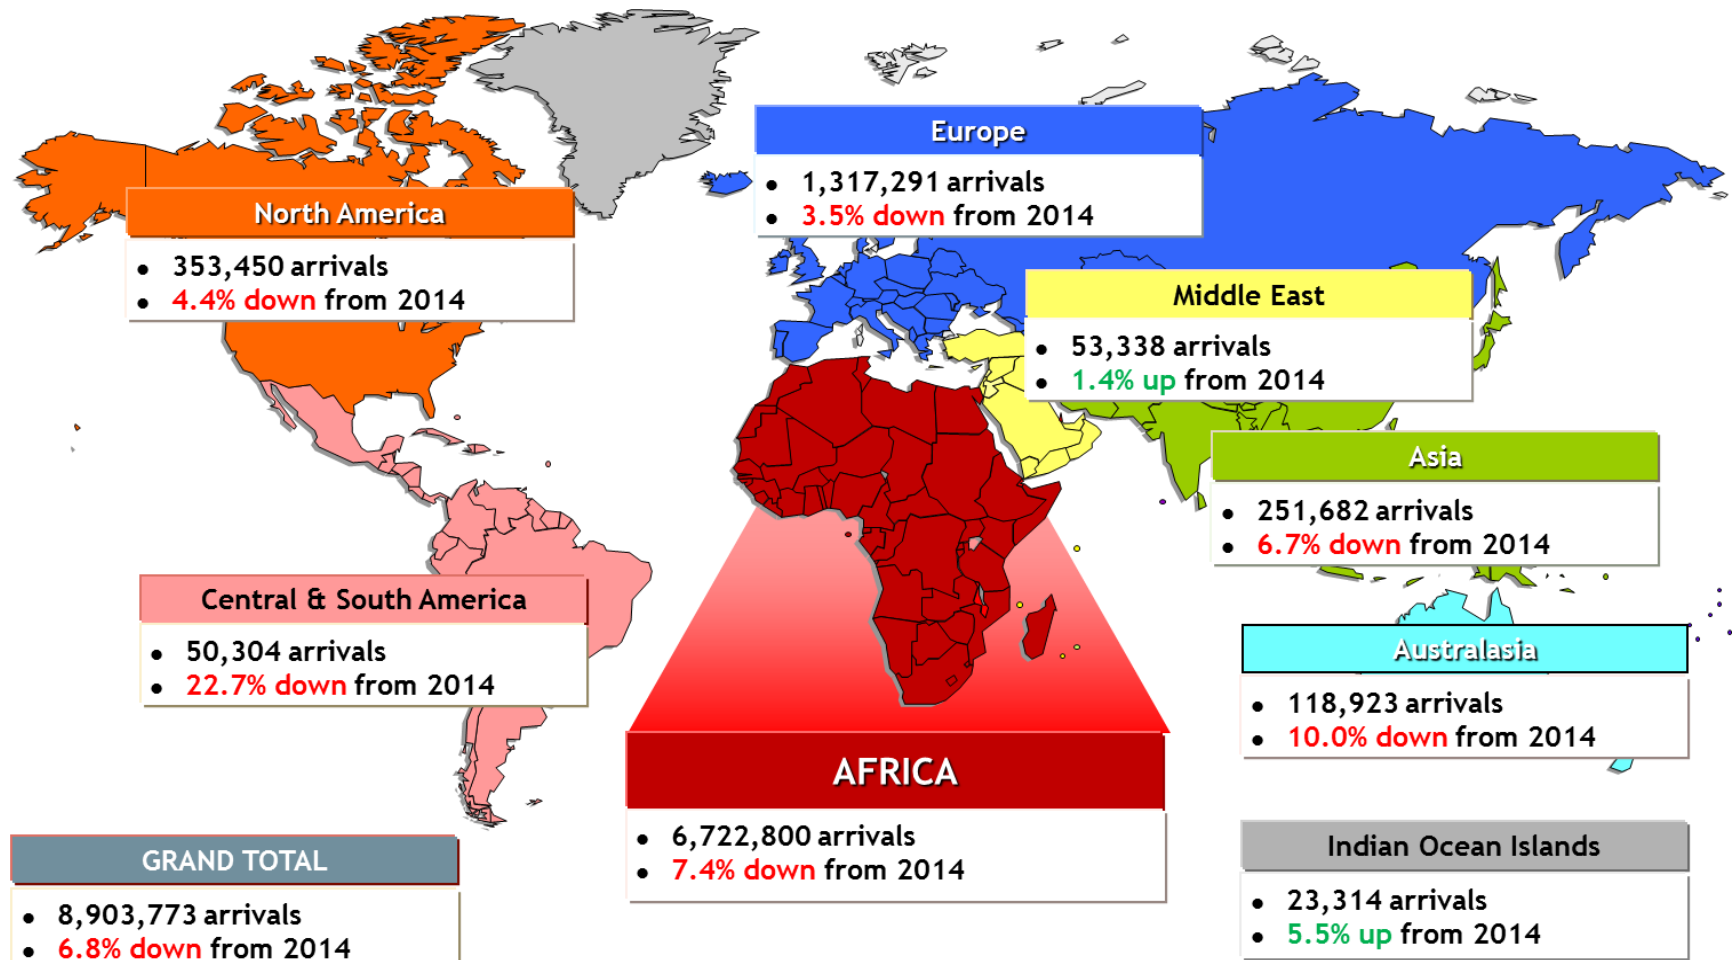 Europe
1,317,291 arrivals
3.5% down from 2014
North America
353,450 arrivals
4.4% down from 2014
Middle East
53,338 arrivals
1.4% up from 2014
Asia
251,682 arrivals
6.7% down from 2014
Central & South America
50,304 arrivals
22.7% down from 2014
Australasia
118,923 arrivals
10.0% down from 2014
AFRICA
6,722,800 arrivals
7.4% down from 2014
Indian Ocean Islands
23,314 arrivals
5.5% up from 2014
GRAND TOTAL
8,903,773 arrivals
6.8% down from 2014